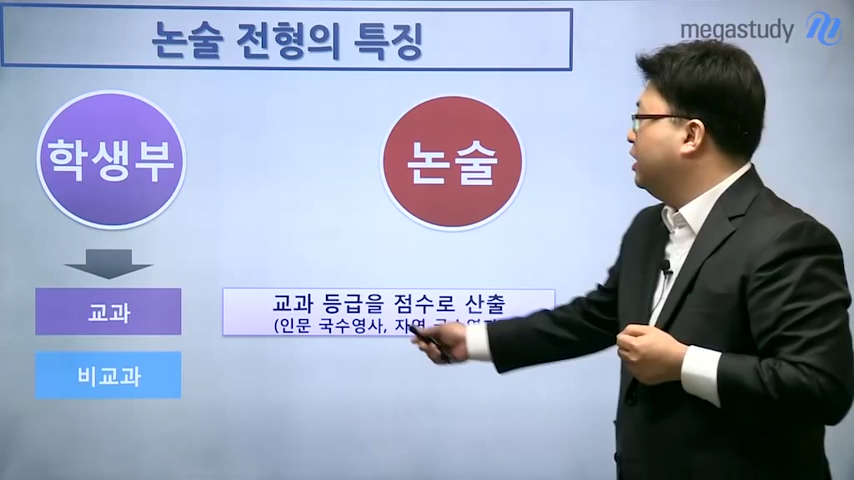 논술 전형의 특징
megastudy
학생부
논술
교과
교과 등급을 점수로 산출
(인문 국수영사, 자연
비교과